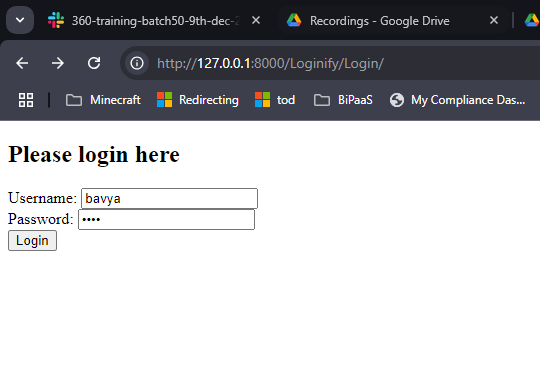 360-training-batch50-9th-dec-2
Recordings - Google Drive
http://127.0.0.1:8000/Loginify/Login/
Minecraft
Redirecting
tod
BiPaaS
My Compliance Das...
Please login here
Username: bavya
Password: ••••
Login